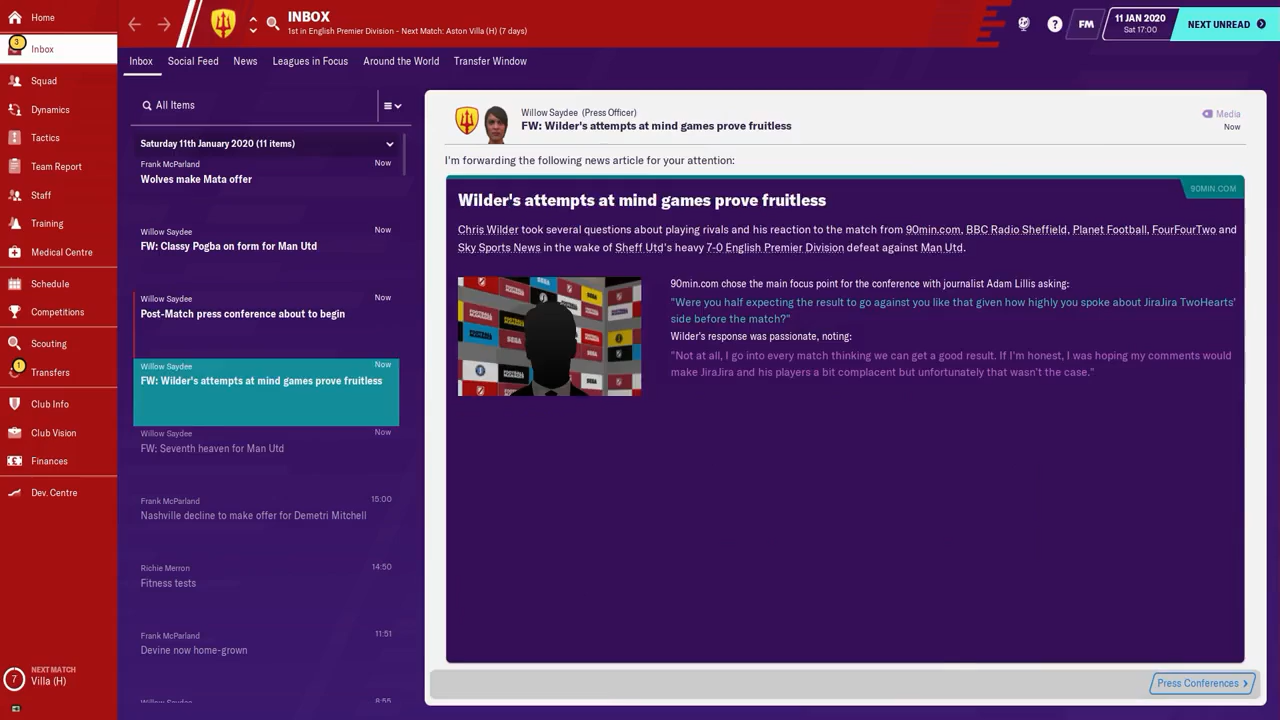 Home
3
Inbox
Squad
Dynamics
Tactics
Team Report
Staff
Training
Medical Centre
Schedule
Competitions
Scouting
1
Transfers
Club Info
Club Vision
Finances
Dev. Centre
7
NEXT MATCH
Villa (H)
INBOX
1st in English Premier Division - Next Match: Aston Villa (H) (7 days)
?
FM
11 JAN 2020
Sat 17:00
NEXT UNREAD
Inbox
Social Feed
News
Leagues in Focus
Around the World
Transfer Window
All Items
Saturday 11th January 2020 (11 items)
Frank McParland
Now
Wolves make Mata offer
Willow Saydee
Now
FW: Classy Pogba on form for Man Utd
Willow Saydee
Now
Post-Match press conference about to begin
Willow Saydee
Now
FW: Wilder's attempts at mind games prove fruitless
Willow Saydee
Now
FW: Seventh heaven for Man Utd
Frank McParland
15:00
Nashville decline to make offer for Demetri Mitchell
Richie Merron
14:50
Fitness tests
Frank McParland
11:51
Devine now home-grown
Willow Saydee
8:55
Willow Saydee (Press Officer)
FW: Wilder's attempts at mind games prove fruitless
Media
Now
I'm forwarding the following news article for your attention:
90MIN.COM
Wilder's attempts at mind games prove fruitless
Chris Wilder took several questions about playing rivals and his reaction to the match from 90min.com, BBC Radio Sheffield, Planet Football, FourFourTwo and
Sky Sports News in the wake of Sheff Utd's heavy 7-0 English Premier Division defeat against Man Utd.
90min.com chose the main focus point for the conference with journalist Adam Lillis asking:
"Were you half expecting the result to go against you like that given how highly you spoke about JiraJira TwoHearts'
side before the match?"
Wilder's response was passionate, noting:
"Not at all, I go into every match thinking we can get a good result. If I'm honest, I was hoping my comments would
make JiraJira and his players a bit complacent but unfortunately that wasn't the case."
SEGA
SEGA
Press Conferences